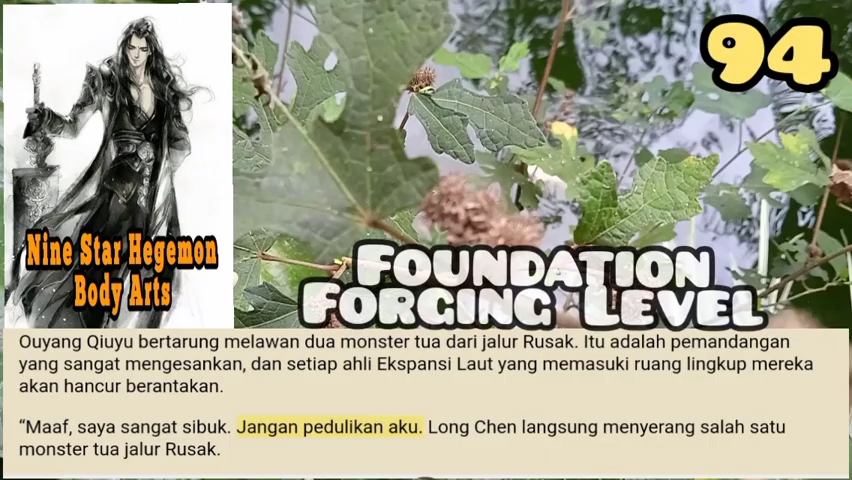 94
Nine Star Hegemon
Body Arts
FOUNDATION
FORGING LEVEL
Ouyang Qiuyu bertarung melawan dua monster tua dari jalur Rusak. Itu adalah pemandangan
yang sangat mengesankan, dan setiap ahli Ekspansi Laut yang memasuki ruang lingkup mereka
akan hancur berantakan.
“Maaf, saya sangat sibuk. Jangan pedulikan aku. Long Chen langsung menyerang salah satu
monster tua jalur Rusak.